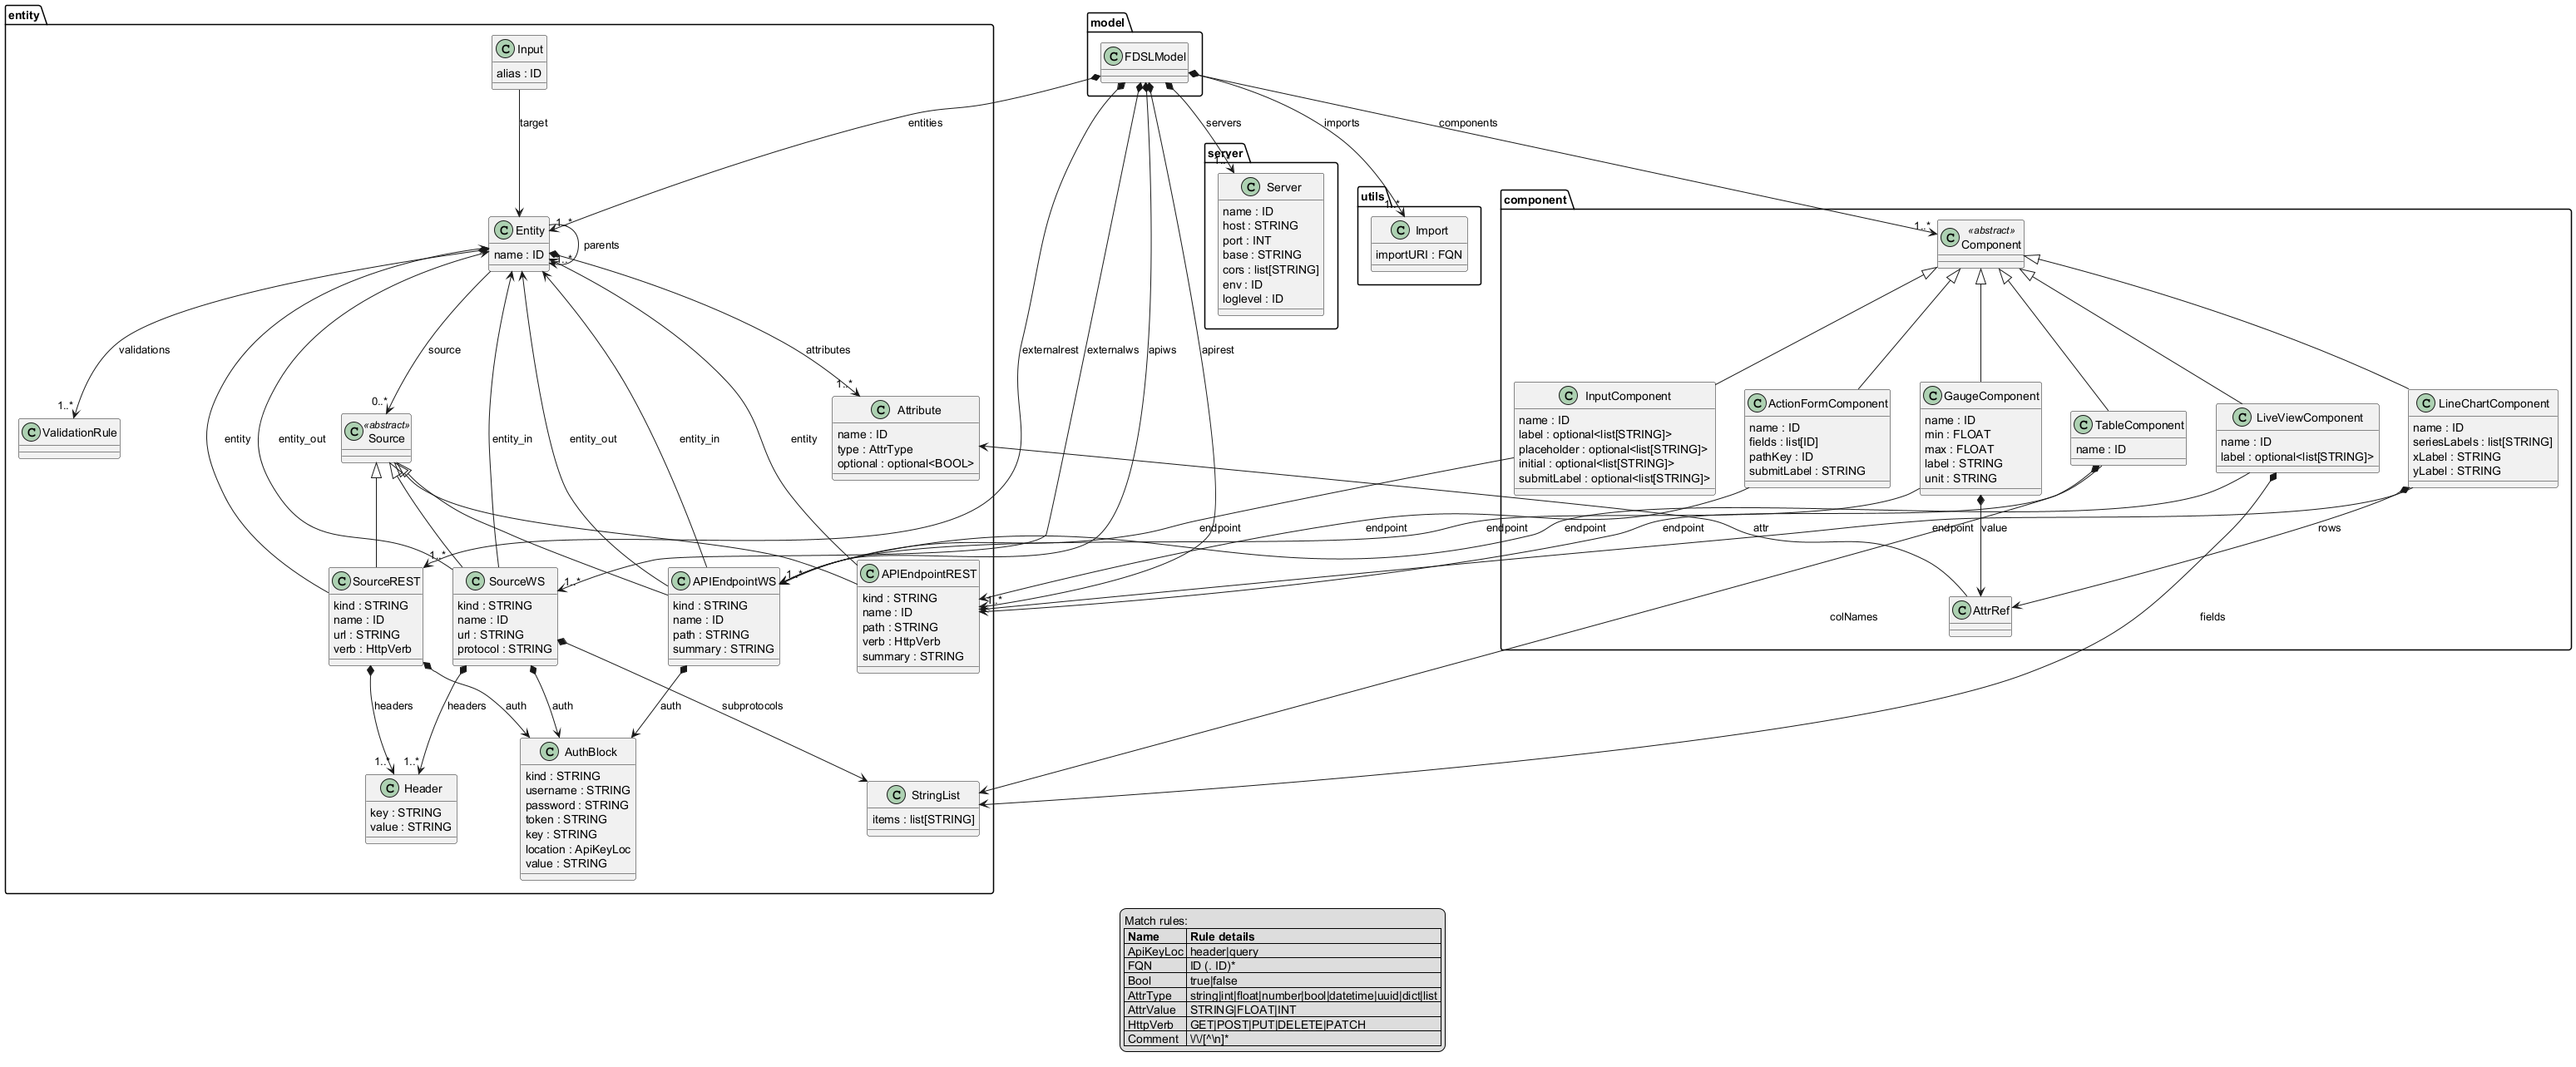 entity
model
C Input
alias : ID
C FDSLModel
target
entities
servers
imports
components
server
1..*
C Server
name : ID
host : STRING
port : INT
base : STRING
cors : list[STRING]
env : ID
loglevel : ID
utils
1..*
C Import
importURI : FQN
component
1..*
C «abstract»
Component
1..*
C Entity
name : ID
parents
1..*
validations
source
attributes
externalrest
externalws
apiws
apirest
1..*
C ValidationRule
entity
entity_out
0..*
C «abstract»
Source
entity_in
entity_out
entity_in
entity
1..*
C Attribute
name : ID
type : AttrType
optional : optional<BOOL>
C InputComponent
name : ID
label : optional<list[STRING]>
placeholder : optional<list[STRING]>
initial : optional<list[STRING]>
submitLabel : optional<list[STRING]>
C ActionFormComponent
name : ID
fields : list[ID]
pathKey : ID
submitLabel : STRING
C GaugeComponent
name : ID
min : FLOAT
max : FLOAT
label : STRING
unit : STRING
C TableComponent
name : ID
C LiveViewComponent
name : ID
label : optional<list[STRING]>
C LineChartComponent
name : ID
seriesLabels : list[STRING]
xLabel : STRING
yLabel : STRING
endpoint
endpoint
endpoint
endpoint
endpoint
attr
endpoint
value
rows
1..*
C SourceREST
kind : STRING
name : ID
url : STRING
verb : HttpVerb
C SourceWS
kind : STRING
name : ID
url : STRING
protocol : STRING
1..*
C APIEndpointWS
kind : STRING
name : ID
path : STRING
summary : STRING
1..*
C APIEndpointREST
kind : STRING
name : ID
path : STRING
verb : HttpVerb
summary : STRING
1..*
C AttrRef
colNames
fields
headers
headers
auth
auth
auth
subprotocols
1..*
1..*
C Header
key : STRING
value : STRING
C AuthBlock
kind : STRING
username : STRING
password : STRING
token : STRING
key : STRING
location : ApiKeyLoc
value : STRING
C StringList
items : list[STRING]
Match rules:
Name Rule details
ApiKeyLoc header|query
FQN ID (. ID)*
Bool true|false
AttrType string|int|float|number|bool|datetime|uuid|dict|list
AttrValue STRING|FLOAT|INT
HttpVerb GET|POST|PUT|DELETE|PATCH
Comment \/\/[^\n]*